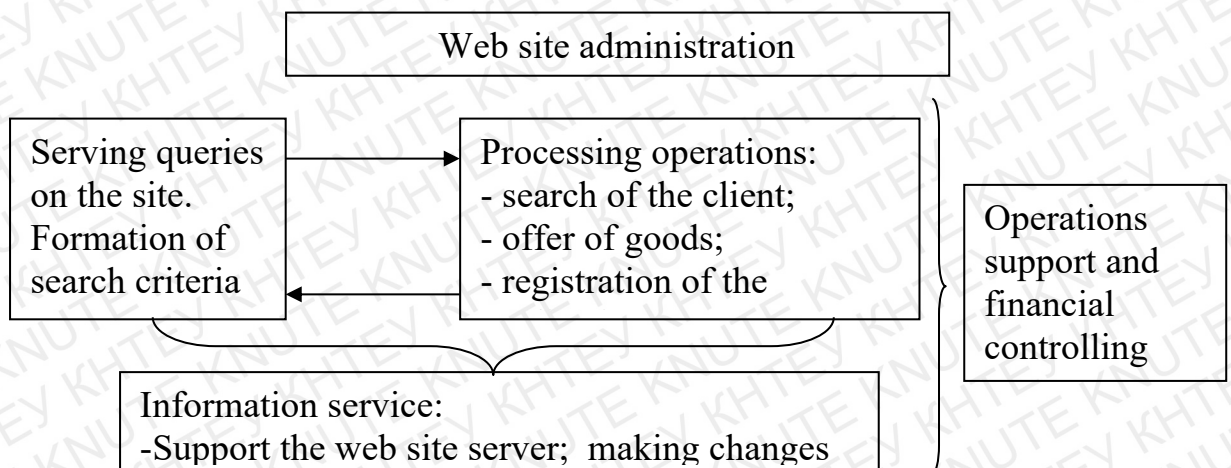 Web site administration
Serving queries
on the site.
Formation of
search criteria
Processing operations:
- search of the client;
- offer of goods;
- registration of the
Operations
support and
financial
controlling
Information service:
-Support the web site server; making changes